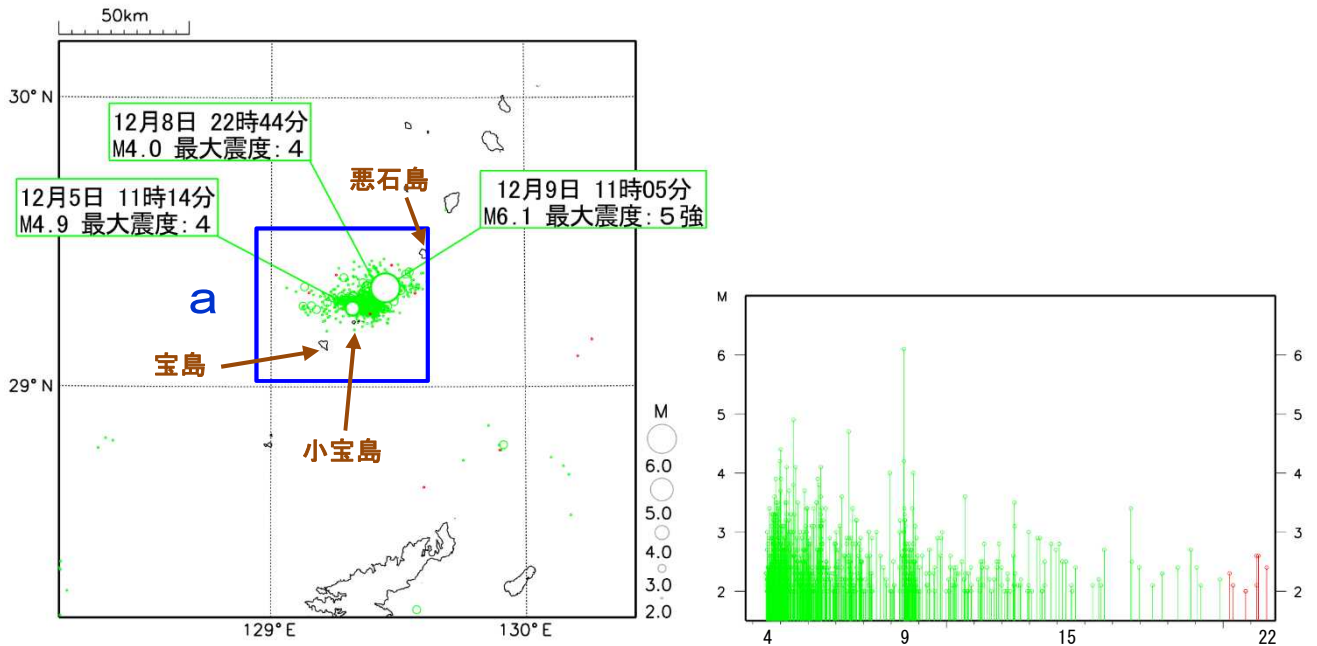 50km
30°N
12月8日 22時44分
M4.0 最大震度:4
悪石島
12月5日 11時14分
M4.9 最大震度:4
12月9日 11時05分
M6.1 最大震度:5強
a
宝島
29°N
小宝島
M
6.0
5.0
4.0
3.0
2.0
129°E
130°E
M
6
6
5
5
4
4
3
3
2
2
4
9
15
22